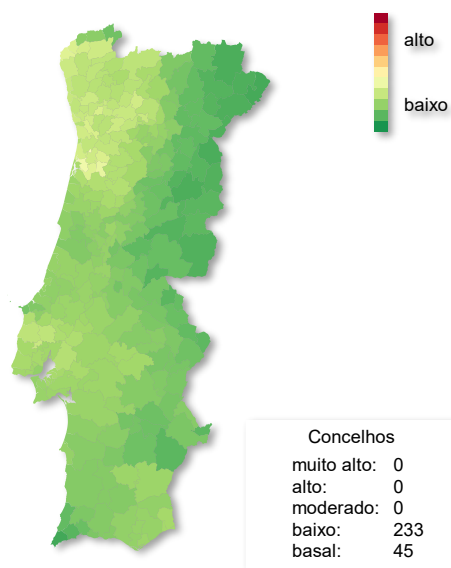 alto
baixo
Concelhos
muito alto: 0
alto: 0
moderado: 0
baixo: 233
basal: 45